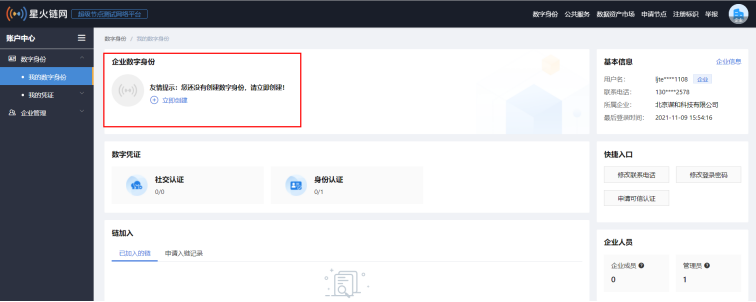 星火链网 超级节点测试网络平台 数字身份 公共服务 数据资产市场 申请节点 注册标识 举报
账户中心
数字身份
我的数字身份
我的凭证
企业管理
数字身份 / 我的数字身份
企业数字身份
友情提示：您还没有创建数字身份，请立即创建！
立即创建
数字凭证
社交认证
0/0
身份认证
0/1
链加入
已加入的链 申请入链记录
基本信息 企业信息
用户名： ljte****1108 企业
联系电话： 130****2578
所属企业： 北京谋和科技有限公司
最后登录时间： 2021-11-09 15:54:16
快捷入口
修改联系电话 修改登录密码
申请可信认证
企业人员
企业成员 管理员
0 1